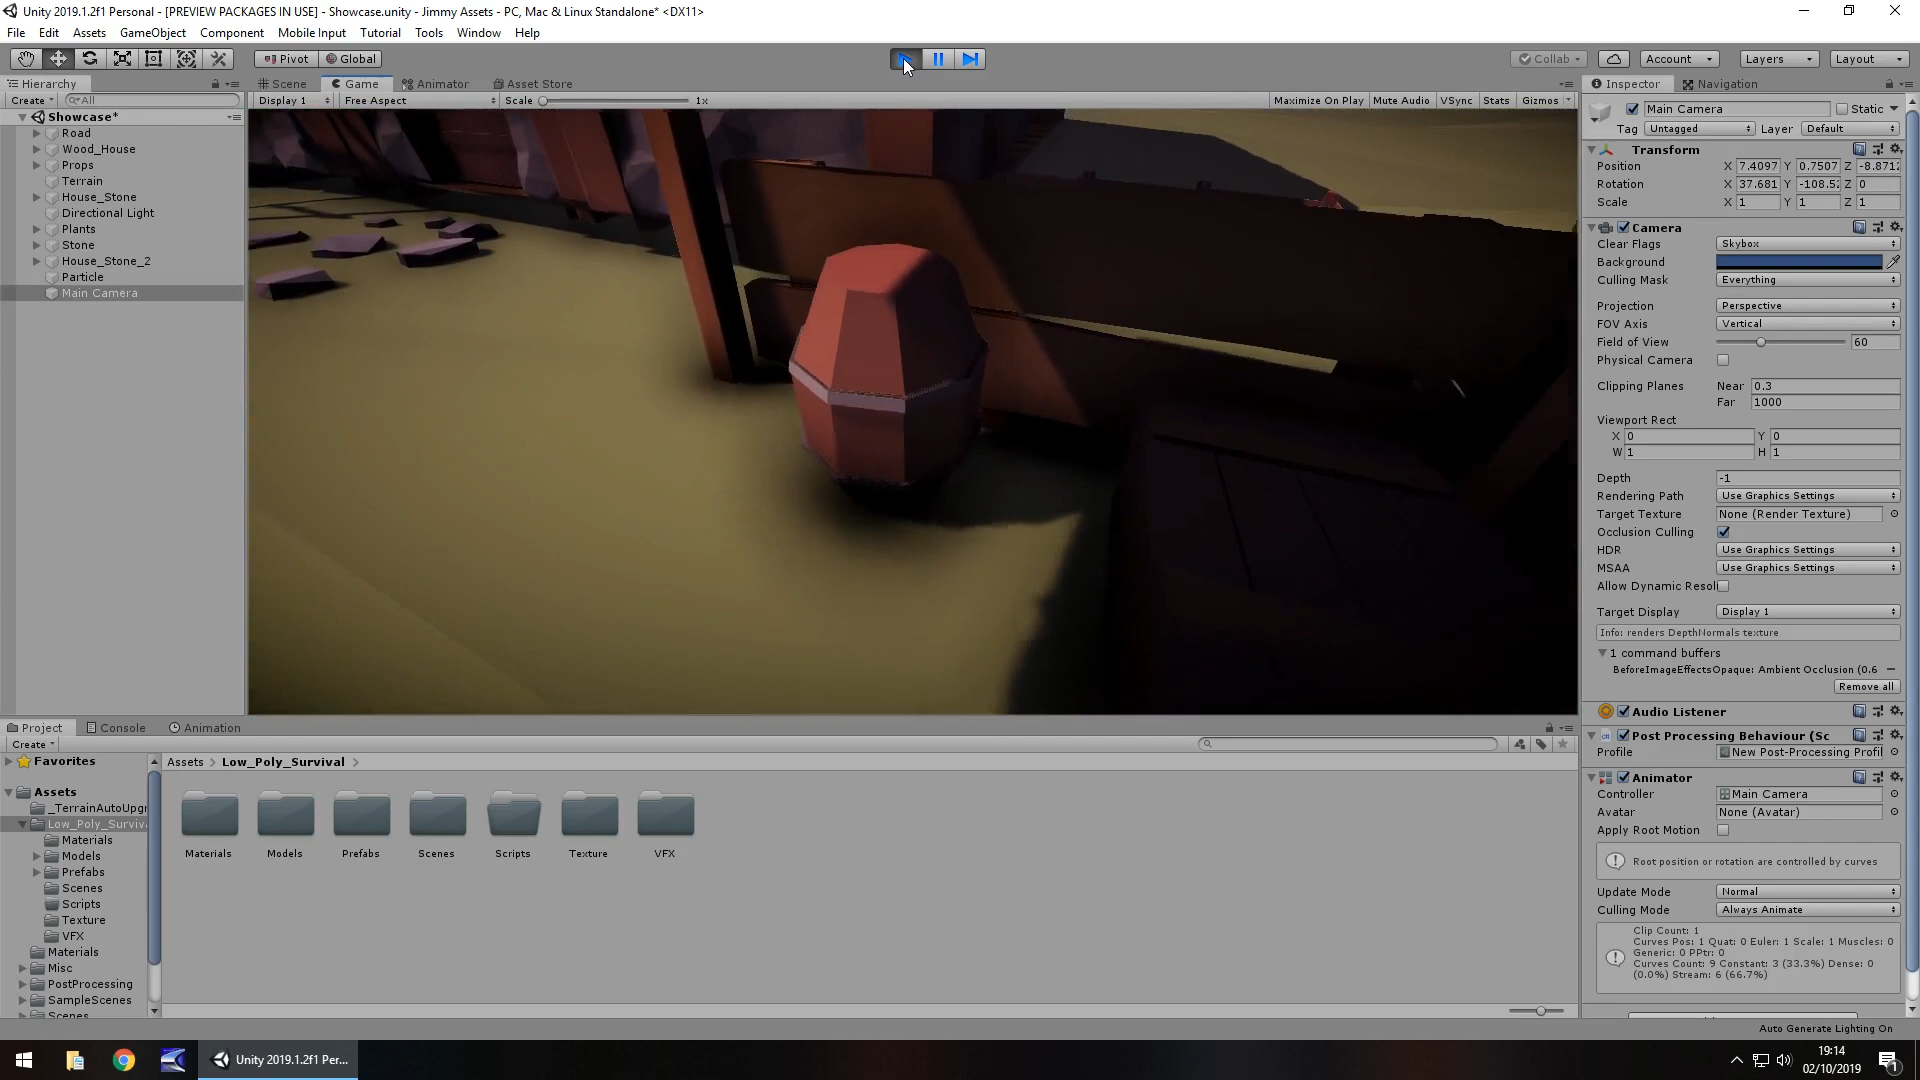 Unity 2019.1.2f1 Personal - [PREVIEW PACKAGES IN USE] - Showcase.unity - Jimmy Assets - PC, Mac & Linux Standalone* <DX11>
File Edit Assets GameObject Component Mobile Input Tutorial Tools Window Help
Pivot Global Collab Account Layers Layout
Hierarchy Scene Game Animator Asset Store Inspector Navigation
Create All Display 1 Free Aspect Scale 1x Maximize On Play Mute Audio VSync Stats Gizmos
Showcase*
Road
Wood_House
Props
Terrain
House_Stone
Directional Light
Plants
Stone
House_Stone_2
Particle
Main Camera
Main Camera Static
Tag Untagged Layer Default
Transform
Position X 7.4097 Y 0.7507 Z -8.8712
Rotation X 37.681 Y -108.52 Z 0
Scale X 1 Y 1 Z 1
Camera
Clear Flags Skybox
Background
Culling Mask Everything
Projection Perspective
FOV Axis Vertical
Field of View 60
Physical Camera
Clipping Planes Near 0.3
Far 1000
Viewport Rect
X 0 Y 0
W 1 H 1
Depth -1
Rendering Path Use Graphics Settings
Target Texture None (Render Texture)
Occlusion Culling
HDR Use Graphics Settings
MSAA Use Graphics Settings
Allow Dynamic Resol
Target Display Display 1
Info: renders DepthNormals texture
1 command buffers
BeforeImageEffectsOpaque: Ambient Occlusion (0.6
Remove all
Audio Listener
Post Processing Behaviour (Sc
Profile New Post-Processing Profil
Animator
Controller Main Camera
Avatar None (Avatar)
Apply Root Motion
Root position or rotation are controlled by curves
Update Mode Normal
Culling Mode Always Animate
Clip Count: 1
Curves Pos: 1 Quat: 0 Euler: 1 Scale: 1 Muscles: 0
Generic: 0 PPtr: 0
Curves Count: 9 Constant: 3 (33.3%) Dense: 0
(0.0%) Stream: 6 (66.7%)
Project Console Animation
Create
Favorites
Assets
_TerrainAutoUpgr
Low_Poly_Surviv
Materials
Models
Prefabs
Scenes
Scripts
Texture
VFX
Materials
Misc
PostProcessing
SampleScenes
Scenes
Assets Low_Poly_Survival
Materials Models Prefabs Scenes Scripts Texture VFX
Auto Generate Lighting On
Unity 2019.1.2f1 Per...
19:14
02/10/2019
1